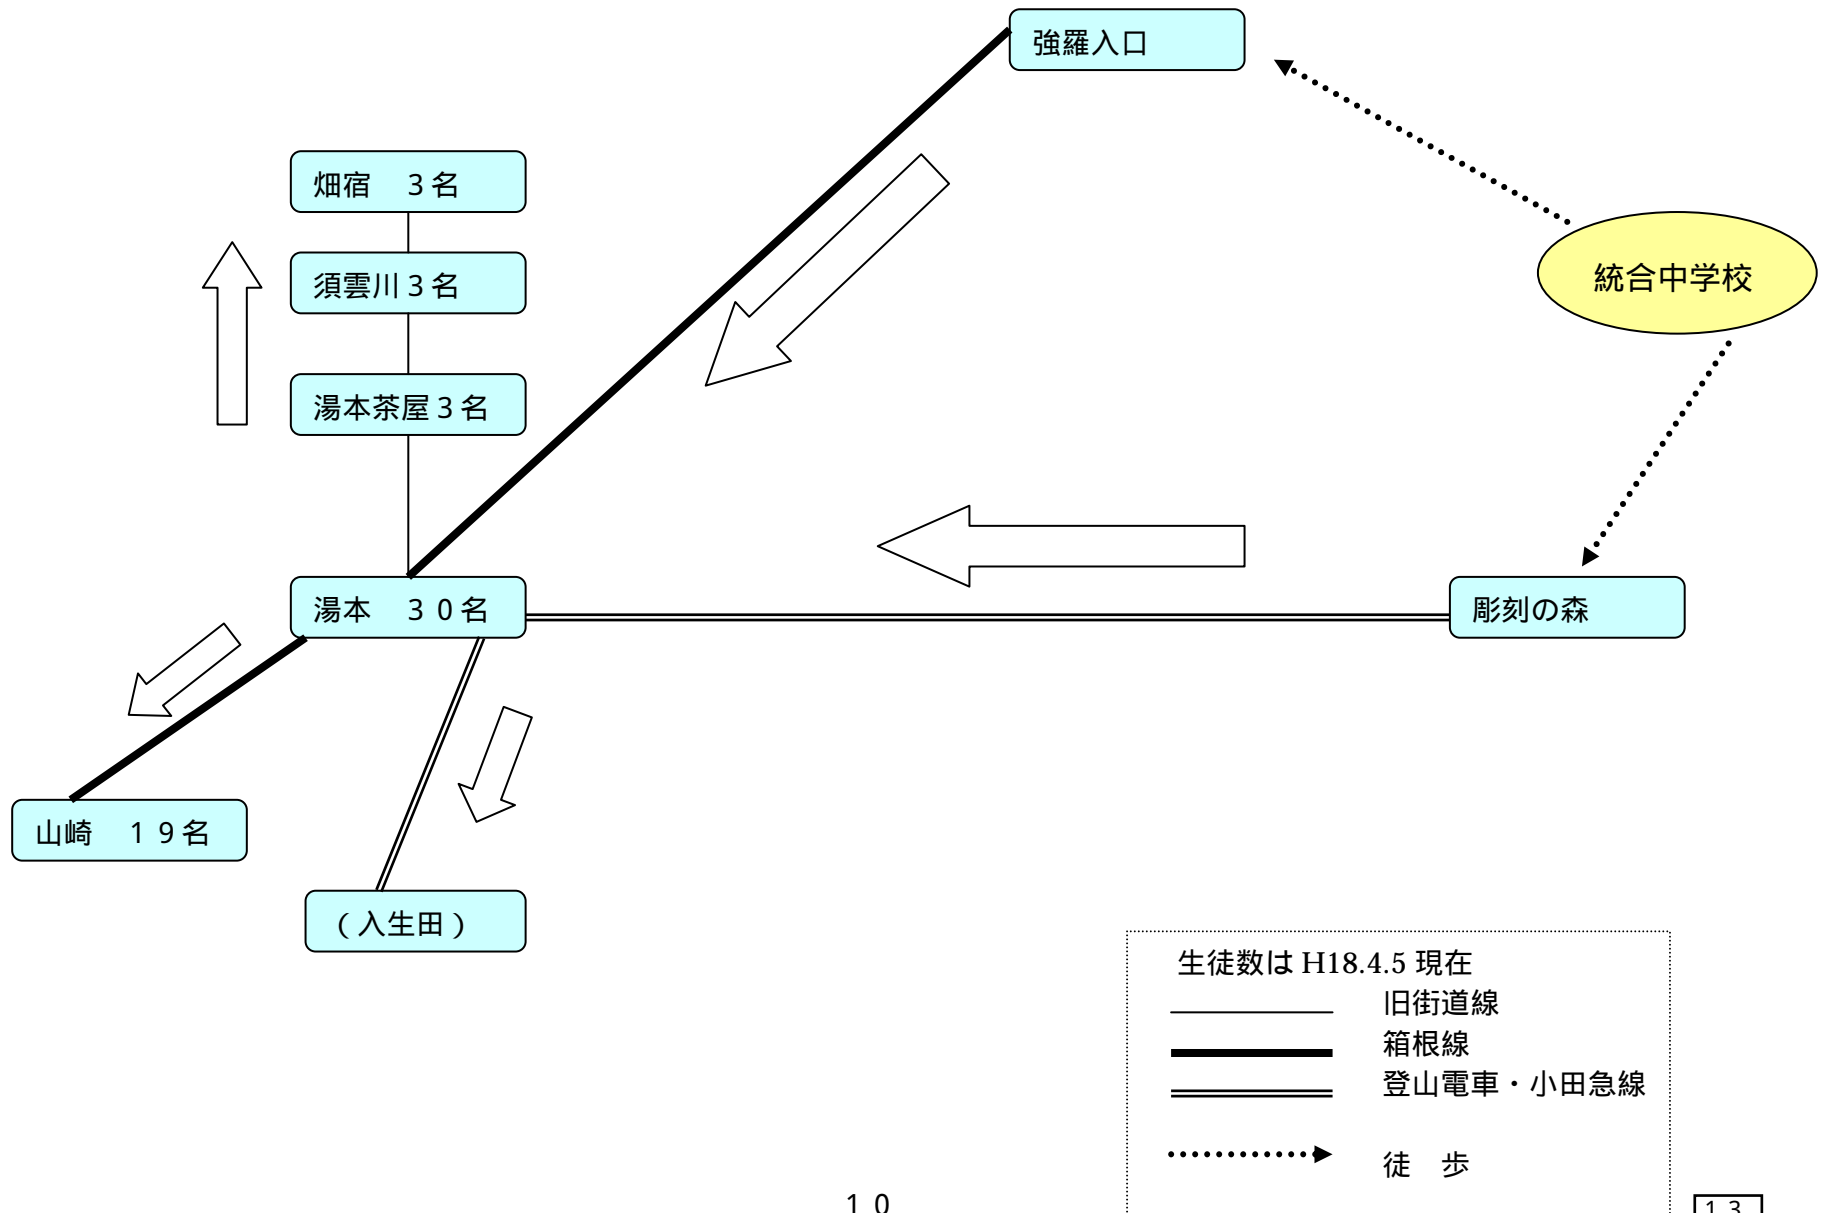 強羅入口
畑宿　３名
統合中学校
須雲川３名
湯本茶屋３名
湯本　３０名
彫刻の森
山崎　１９名
（入生田）
生徒数は H18.4.5 現在
旧街道線
箱根線
登山電車・小田急線
徒　歩
１０
１３